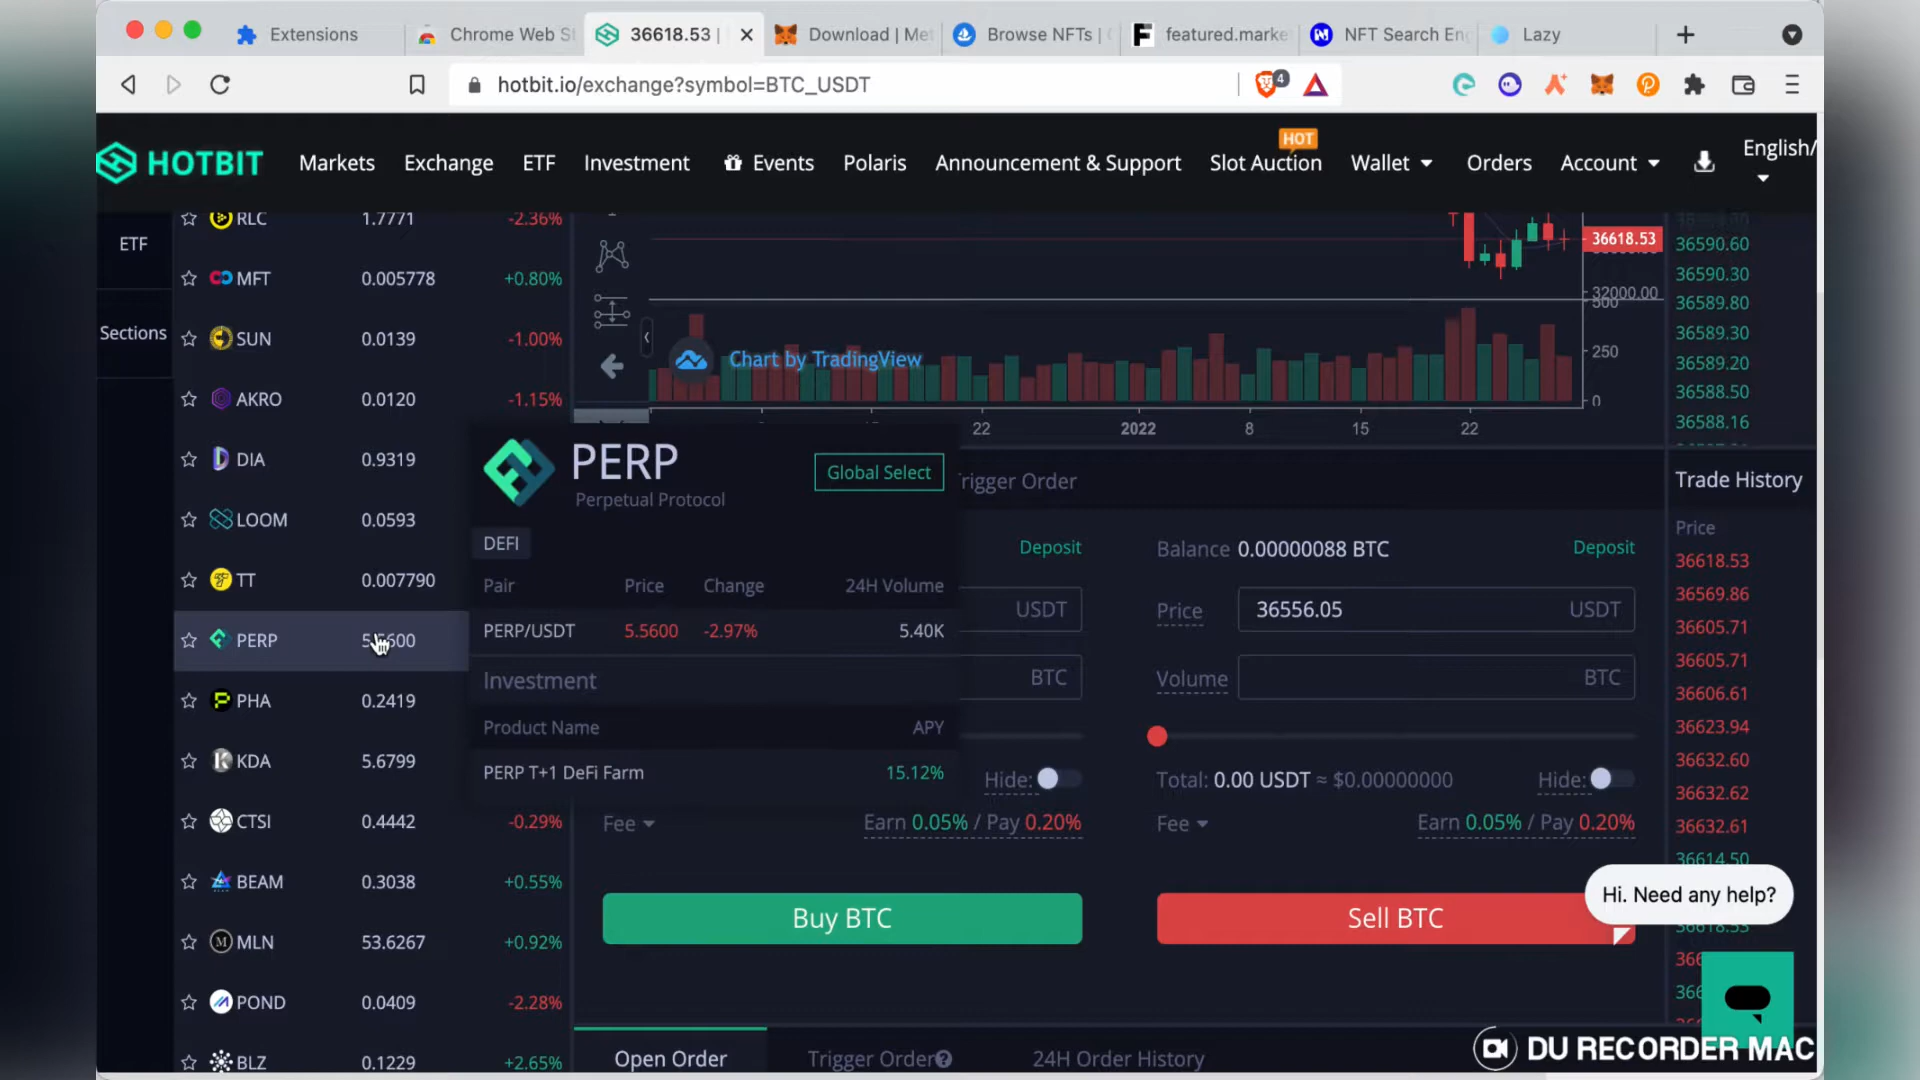 Extensions
Chrome Web S
36618.53 |
Download | Met
Browse NFTs |
featured.marke
NFT Search Eng
Lazy
hotbit.io/exchange?symbol=BTC_USDT
4
HOTBIT
Markets
Exchange
ETF
Investment
Events
Polaris
Announcement & Support
HOT
Slot Auction
Wallet
Orders
Account
English/
ETF
Sections
RLC 1.7771 -2.36%
MFT 0.005778 +0.80%
SUN 0.0139 -1.00%
AKRO 0.0120 -1.15%
DIA 0.9319
LOOM 0.0593
TT 0.007790
PERP 5.5600
PHA 0.2419
KDA 5.6799
CTSI 0.4442 -0.29%
BEAM 0.3038 +0.55%
MLN 53.6267 +0.92%
POND 0.0409 -2.28%
BLZ 0.1229 +2.65%
36618.53
32000.00
500
250
0
Chart by TradingView
22 2022 8 15 22
PERP
Perpetual Protocol
Global Select
DEFI
Pair Price Change 24H Volume
PERP/USDT 5.5600 -2.97% 5.40K
Investment
Product Name APY
PERP T+1 DeFi Farm 15.12%
Trigger Order
Deposit
USDT
BTC
Hide:
Fee
Earn 0.05% / Pay 0.20%
Buy BTC
Balance 0.00000088 BTC
Deposit
Price 36556.05 USDT
Volume BTC
Total: 0.00 USDT ≈ $0.00000000
Hide:
Fee
Earn 0.05% / Pay 0.20%
Sell BTC
Open Order
Trigger Order
24H Order History
36590.60
36590.30
36589.80
36589.30
36589.20
36588.50
36588.16
Trade History
Price
36618.53
36569.86
36605.71
36605.71
36606.61
36623.94
36632.60
36632.62
36632.61
36614.50
Hi. Need any help?
36618.53
DU RECORDER MAC